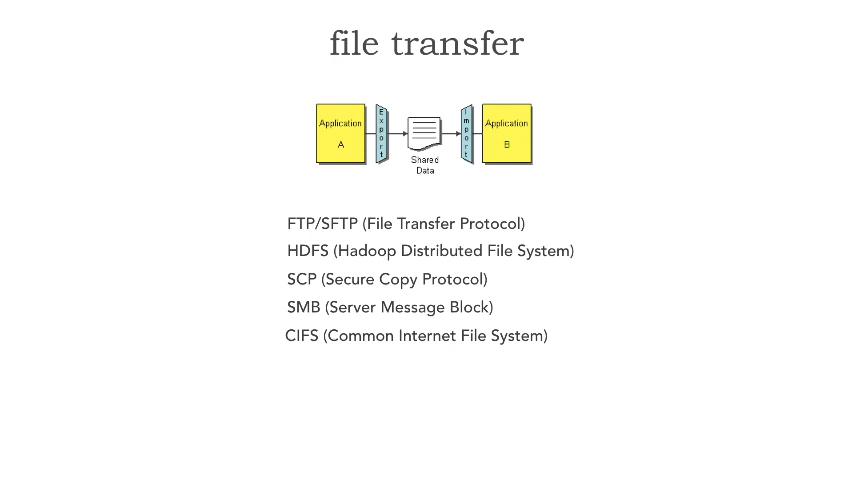 file transfer
Application
A
Export
Shared
Data
Import
Application
B
FTP/SFTP (File Transfer Protocol)
HDFS (Hadoop Distributed File System)
SCP (Secure Copy Protocol)
SMB (Server Message Block)
CIFS (Common Internet File System)